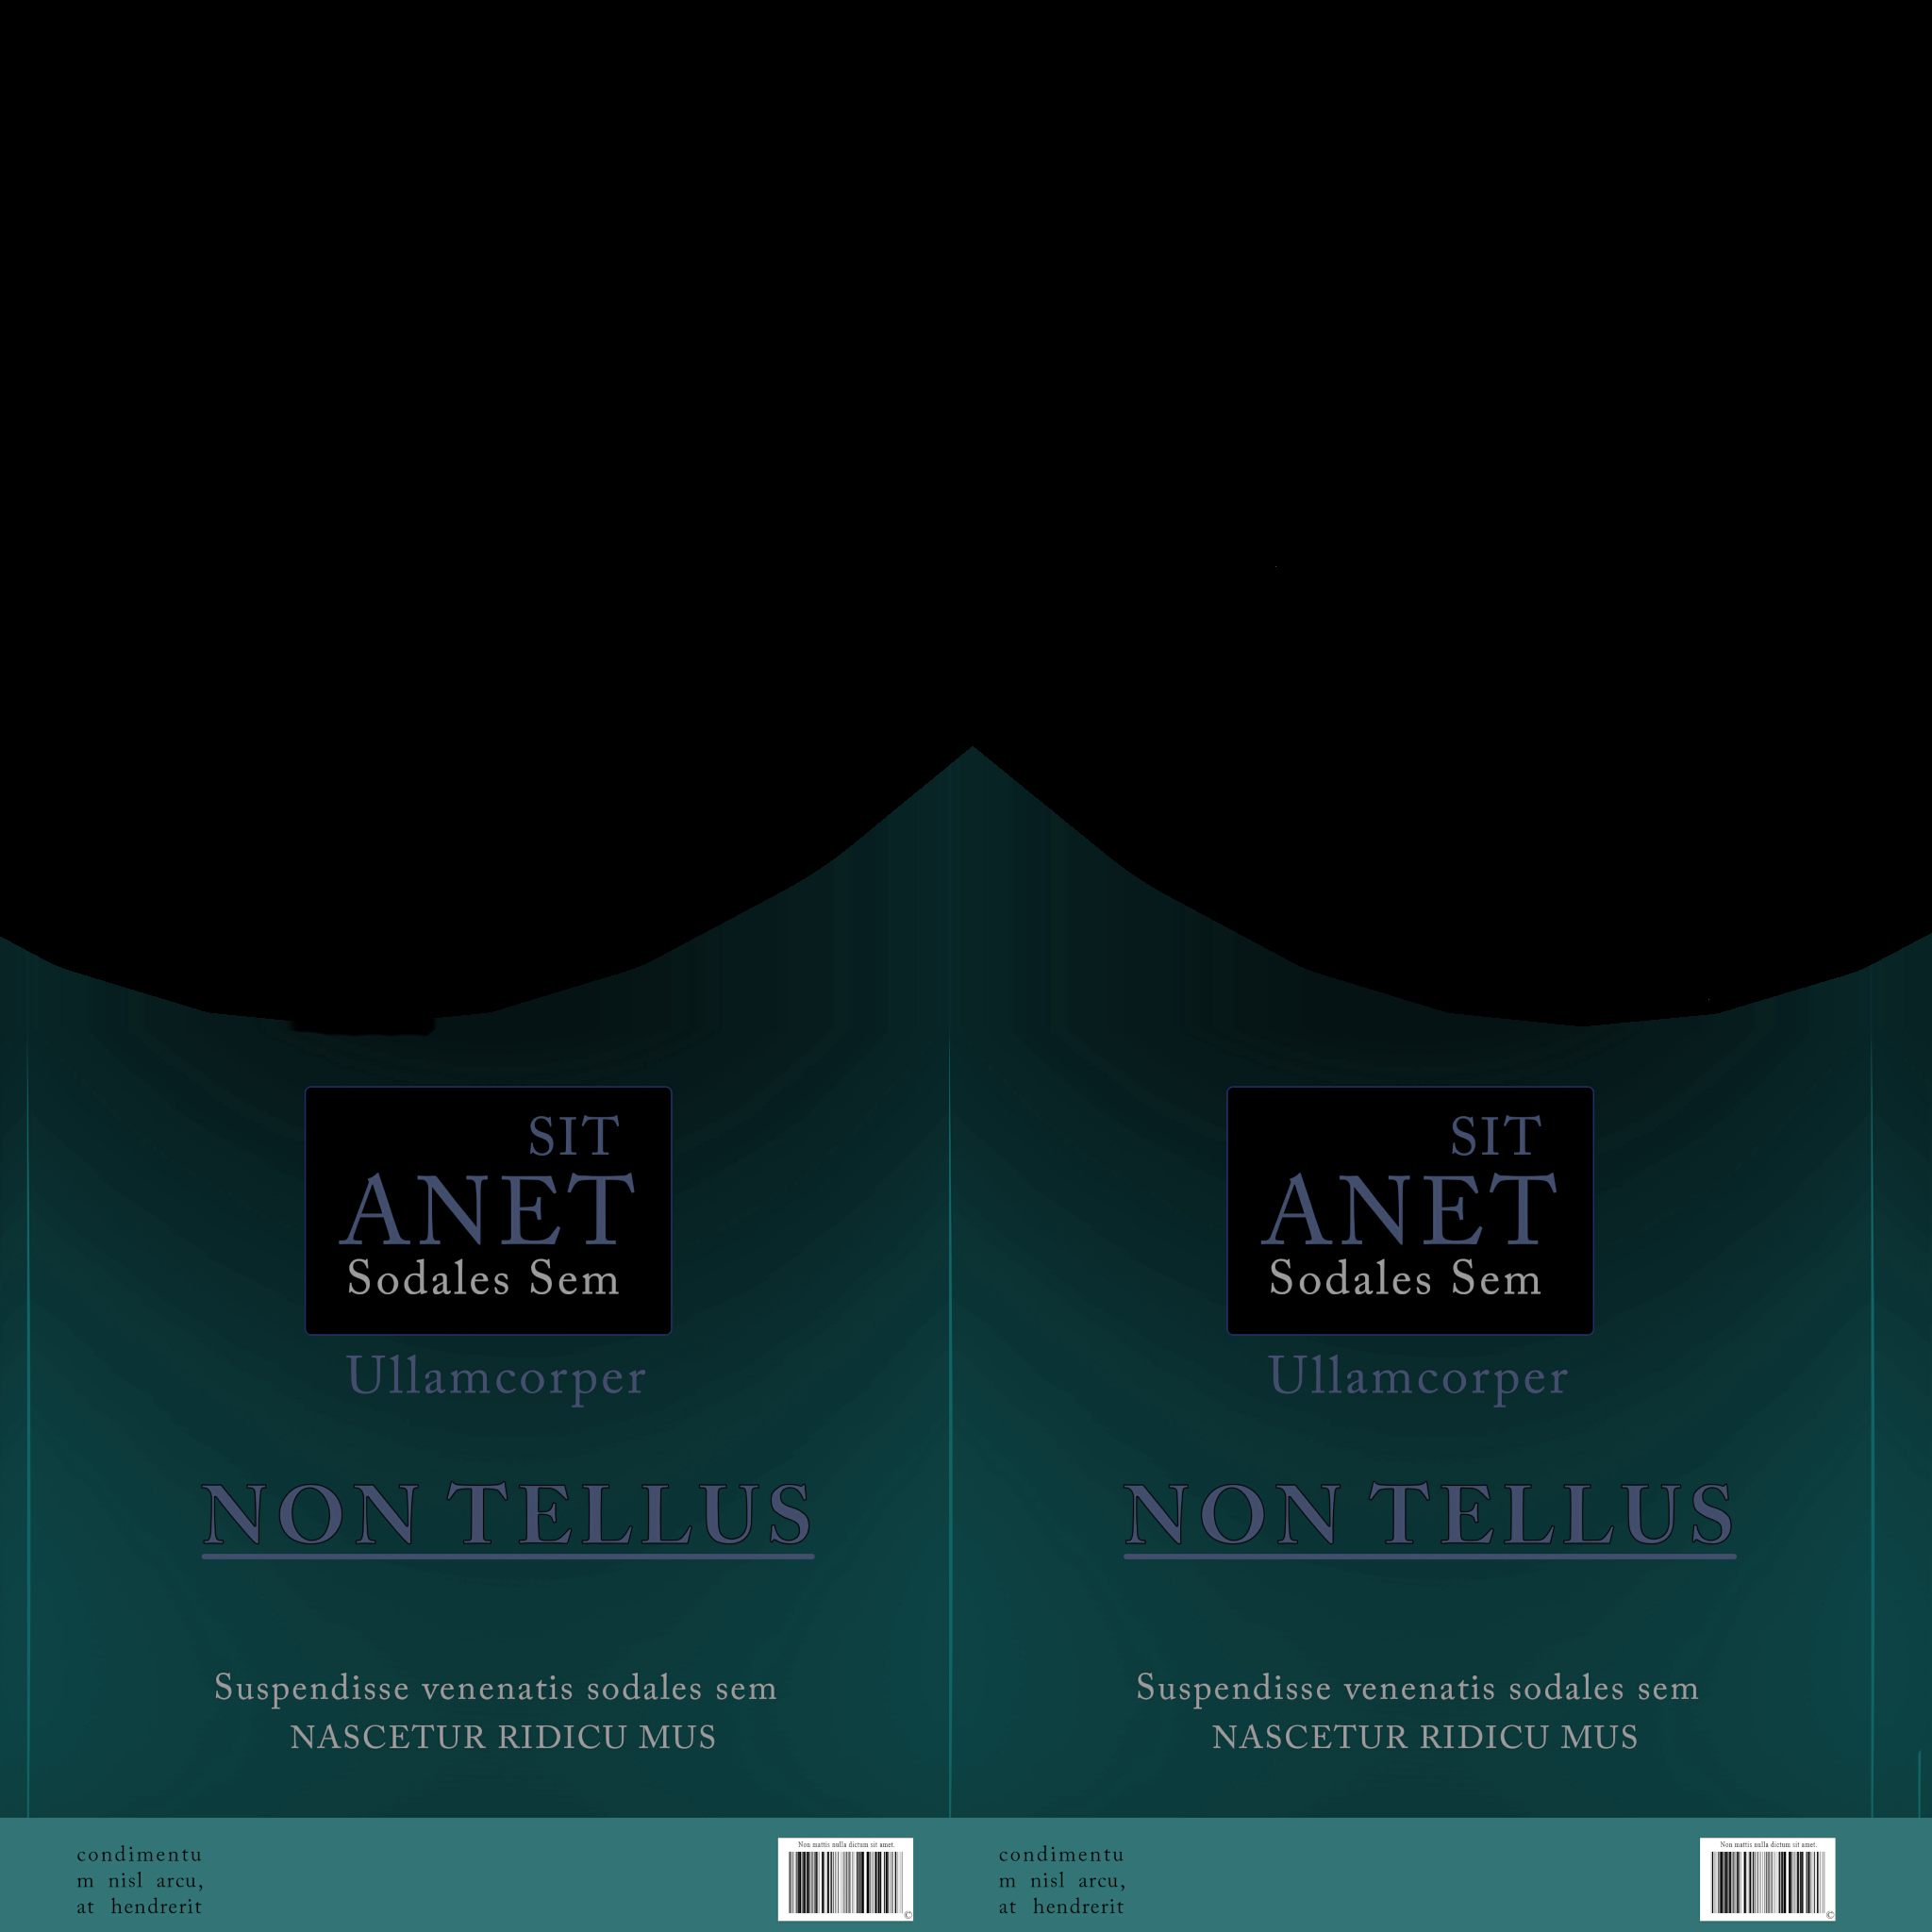 SIT
ANET
Sodales Sem
Ullamcorper
NON TELLUS
Suspendisse venenatis sodales sem
NASCETUR RIDICU MUS
condimentu
m nisl arcu,
at hendrerit
Non mattis nulla dictum sit amet.
©
SIT
ANET
Sodales Sem
Ullamcorper
NON TELLUS
Suspendisse venenatis sodales sem
NASCETUR RIDICU MUS
condimentu
m nisl arcu,
at hendrerit
Non mattis nulla dictum sit amet.
©